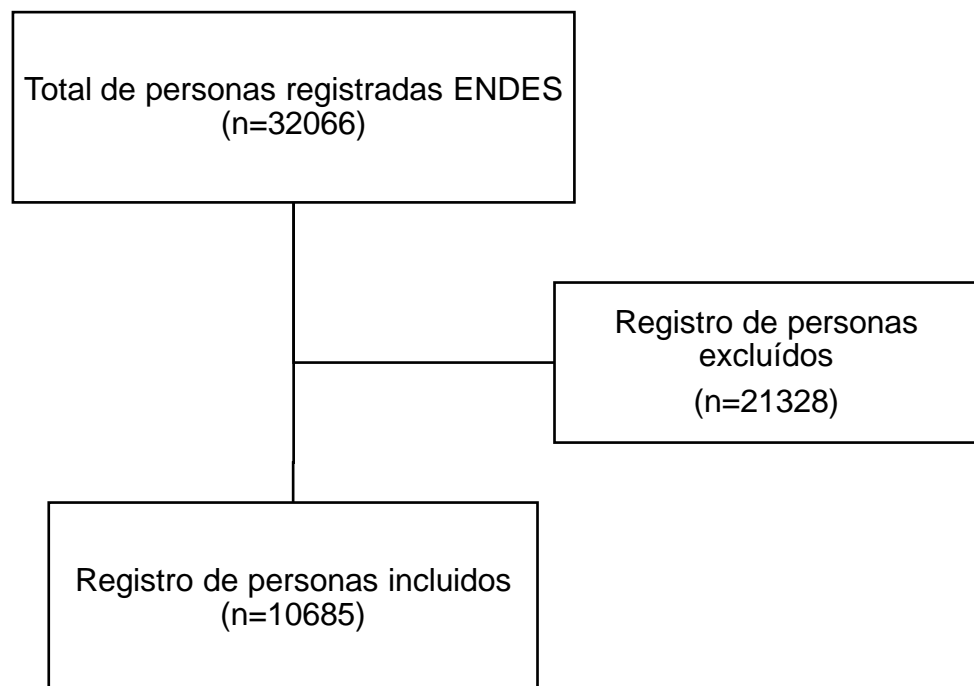 Total de personas registradas ENDES
(n=32066)
Registro de personas
excluídos
(n=21328)
Registro de personas incluidos
(n=10685)